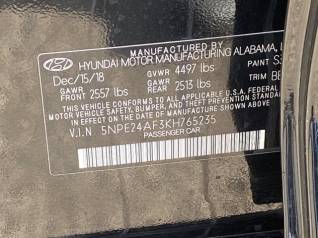 MANUFACTURED BY
HYUNDAI MOTOR MANUFACTURING ALABAMA,
Dec/15/18 GVWR 4497 lbs PAINT
GAWR FRONT 2557 lbs GAWR REAR 2513 lbs TRIM
THIS VEHICLE CONFORMS TO ALL APPLICABLE U.S. FEDERAL
MOTOR VEHICLE SAFETY, BUMPER, AND THEFT PREVENTION
STANDARDS IN EFFECT ON THE DATE OF MANUFACTURE SHOWN ABOVE.
V.I.N 5NPE24AF3KH765235
PASSENGER CAR